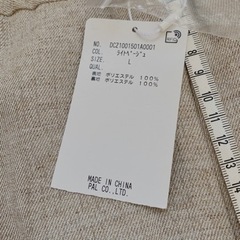 NO. DCZ1001501A0001
COL. ライトベージュ
SIZE. L
QUAL.
表地 ポリエステル 100%
裏地 ポリエステル 100%
MADE IN CHINA
PAL CO.,LTD.